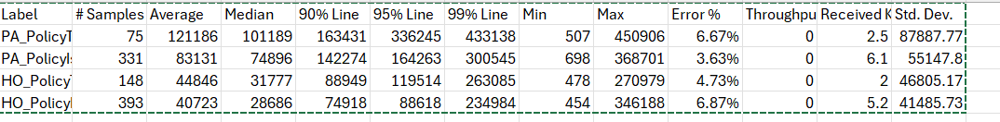 Label # Samples Average Median 90% Line 95% Line 99% Line Min Max Error % Throughpu Received K Std. Dev.
PA_PolicyT 75 121186 101189 163431 336245 433138 507 450906 6.67% 0 2.5 87887.77
PA_PolicyIs 331 83131 74896 142274 164263 300545 698 368701 3.63% 0 6.1 55147.8
HO_Policy 148 44846 31777 88949 119514 263085 478 270979 4.73% 0 2 46805.17
HO_Policy 393 40723 28686 74918 88618 234984 454 346188 6.87% 0 5.2 41485.73